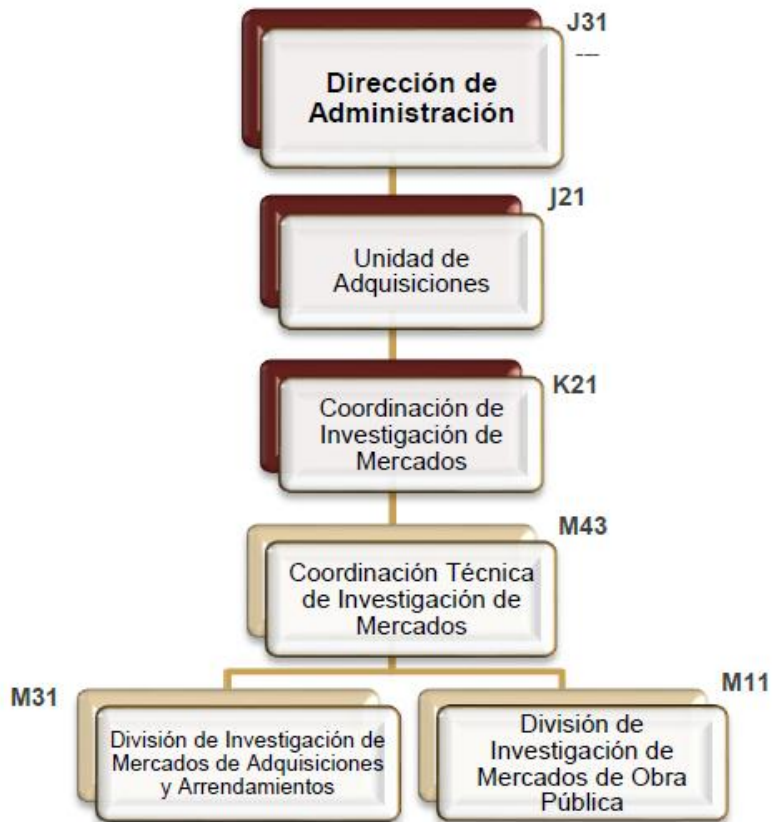 J31
---
Dirección de
Administración
J21
Unidad de
Adquisiciones
K21
Coordinación de
Investigación de
Mercados
M43
Coordinación Técnica
de Investigación de
Mercados
M31
División de Investigación de
Mercados de Adquisiciones
y Arrendamientos
M11
División de
Investigación de
Mercados de Obra
Pública